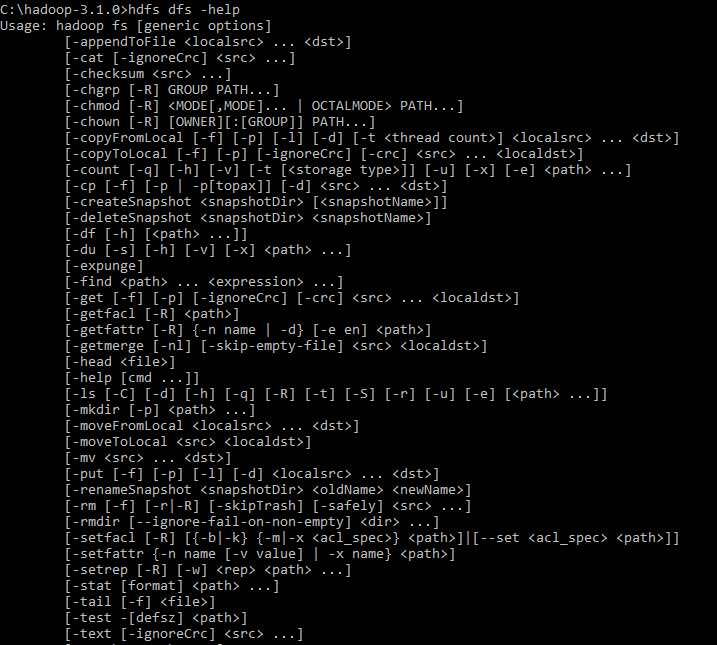 C:\hadoop-3.1.0>hdfs dfs -help
Usage: hadoop fs [generic options]
[-appendToFile <localsrc> ... <dst>]
[-cat [-ignoreCrc] <src> ...]
[-checksum <src> ...]
[-chgrp [-R] GROUP PATH...]
[-chmod [-R] <MODE[,MODE]... | OCTALMODE> PATH...]
[-chown [-R] [OWNER][:[GROUP]] PATH...]
[-copyFromLocal [-f] [-p] [-l] [-d] [-t <thread count>] <localsrc> ... <dst>]
[-copyToLocal [-f] [-p] [-ignoreCrc] [-crc] <src> ... <localdst>]
[-count [-q] [-h] [-v] [-t [<storage type>]] [-u] [-x] [-e] <path> ...]
[-cp [-f] [-p | -p[topax]] [-d] <src> ... <dst>]
[-createSnapshot <snapshotDir> [<snapshotName>]]
[-deleteSnapshot <snapshotDir> <snapshotName>]
[-df [-h] [<path> ...]]
[-du [-s] [-h] [-v] [-x] <path> ...]
[-expunge]
[-find <path> ... <expression> ...]
[-get [-f] [-p] [-ignoreCrc] [-crc] <src> ... <localdst>]
[-getfacl [-R] <path>]
[-getfattr [-R] {-n name | -d} [-e en] <path>]
[-getmerge [-nl] [-skip-empty-file] <src> <localdst>]
[-head <file>]
[-help [cmd ...]]
[-ls [-C] [-d] [-h] [-q] [-R] [-t] [-S] [-r] [-u] [-e] [<path> ...]]
[-mkdir [-p] <path> ...]
[-moveFromLocal <localsrc> ... <dst>]
[-moveToLocal <src> <localdst>]
[-mv <src> ... <dst>]
[-put [-f] [-p] [-l] [-d] <localsrc> ... <dst>]
[-renameSnapshot <snapshotDir> <oldName> <newName>]
[-rm [-f] [-r|-R] [-skipTrash] [-safely] <src> ...]
[-rmdir [--ignore-fail-on-non-empty] <dir> ...]
[-setfacl [-R] [{-b|-k} {-m|-x <acl_spec>} <path>]|[--set <acl_spec> <path>]]
[-setfattr {-n name [-v value] | -x name} <path>]
[-setrep [-R] [-w] <rep> <path> ...]
[-stat [format] <path> ...]
[-tail [-f] <file>]
[-test -[defsz] <path>]
[-text [-ignoreCrc] <src> ...]